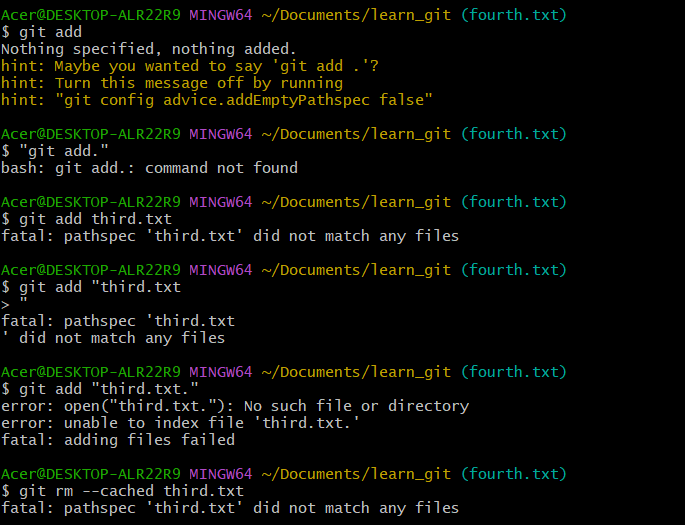 Acer@DESKTOP-ALR22R9 MINGW64 ~/Documents/learn_git (fourth.txt)
$ git add
Nothing specified, nothing added.
hint: Maybe you wanted to say 'git add .'?
hint: Turn this message off by running
hint: "git config advice.addEmptyPathspec false"
Acer@DESKTOP-ALR22R9 MINGW64 ~/Documents/learn_git (fourth.txt)
$ "git add."
bash: git add.: command not found
Acer@DESKTOP-ALR22R9 MINGW64 ~/Documents/learn_git (fourth.txt)
$ git add third.txt
fatal: pathspec 'third.txt' did not match any files
Acer@DESKTOP-ALR22R9 MINGW64 ~/Documents/learn_git (fourth.txt)
$ git add "third.txt
> "
fatal: pathspec 'third.txt
' did not match any files
Acer@DESKTOP-ALR22R9 MINGW64 ~/Documents/learn_git (fourth.txt)
$ git add "third.txt."
error: open("third.txt."): No such file or directory
error: unable to index file 'third.txt.'
fatal: adding files failed
Acer@DESKTOP-ALR22R9 MINGW64 ~/Documents/learn_git (fourth.txt)
$ git rm --cached third.txt
fatal: pathspec 'third.txt' did not match any files